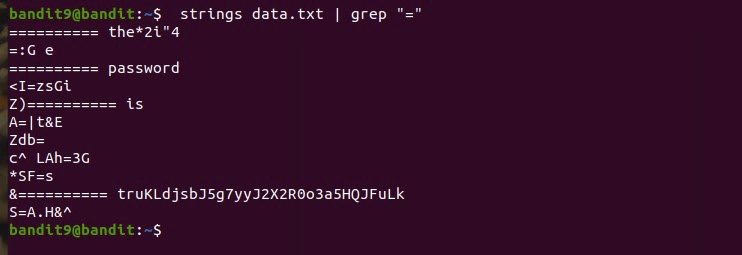 bandit9@bandit:~$  strings data.txt | grep "="
========== the*2i"4
=:G e
========== password
<I=zsGi
Z)========== is
A=|t&E
Zdb=
c^ LAh=3G
*SF=s
&========== truKLdjsbJ5g7yyJ2X2R0o3a5HQJFuLk
S=A.H&^
bandit9@bandit:~$